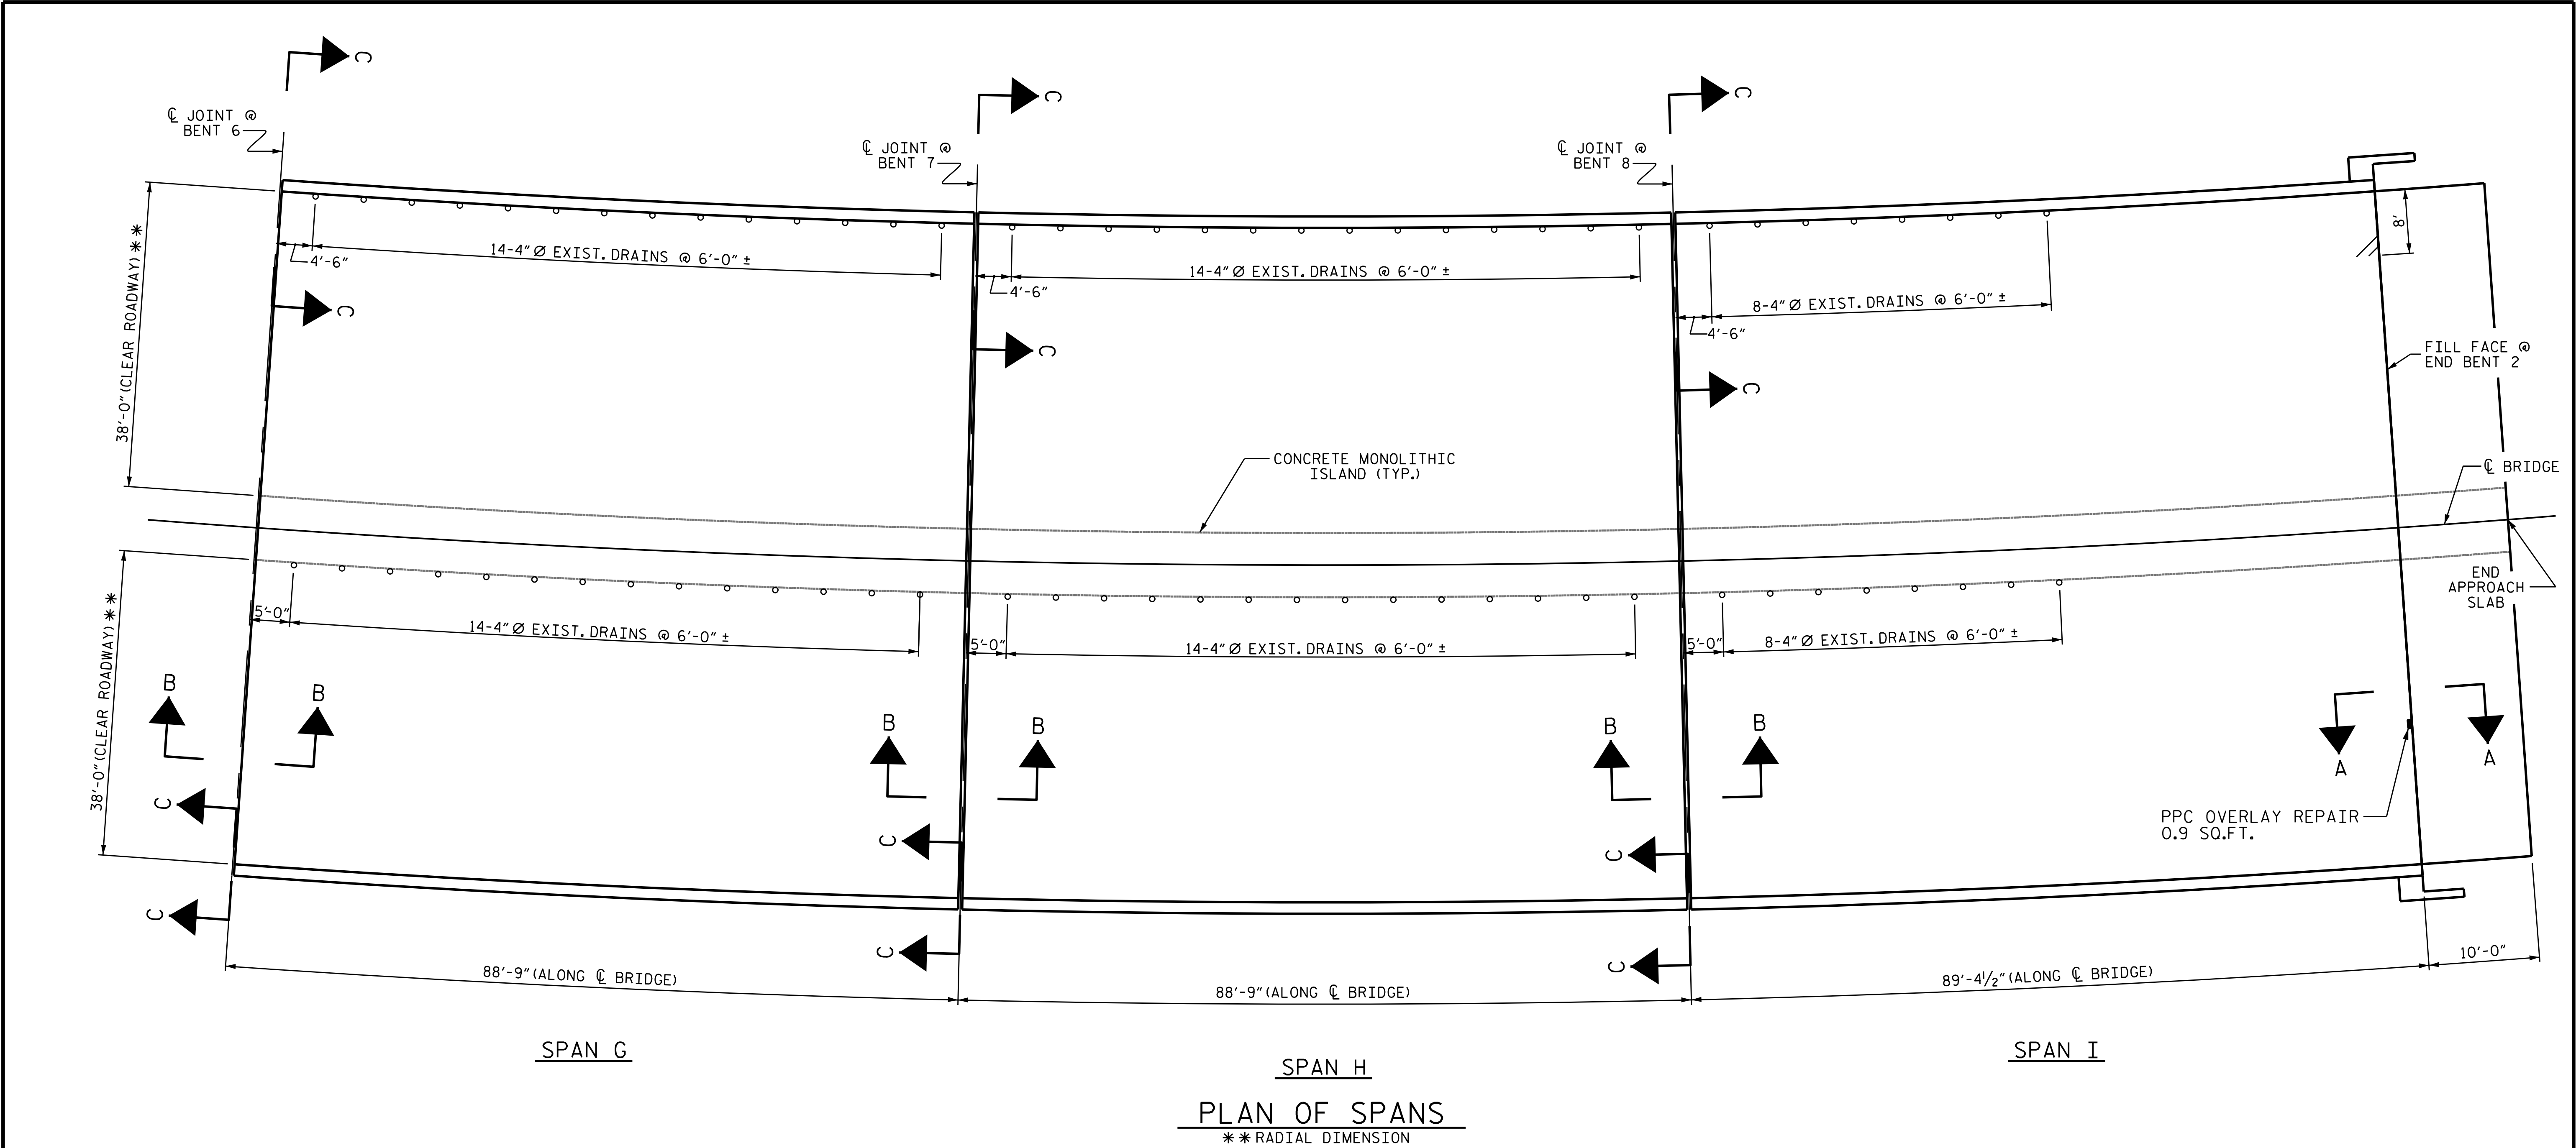 C
C
C
℄ JOINT @
BENT 6
℄ JOINT @
BENT 7
℄ JOINT @
BENT 8
8'
4'-6"
14-4" Ø EXIST. DRAINS @ 6'-0" ±
4'-6"
14-4" Ø EXIST. DRAINS @ 6'-0" ±
4'-6"
8-4" Ø EXIST. DRAINS @ 6'-0" ±
C
C
C
38'-0" (CLEAR ROADWAY) **
FILL FACE @
END BENT 2
CONCRETE MONOLITHIC
ISLAND (TYP.)
℄ BRIDGE
END
APPROACH
SLAB
5'-0"
14-4" Ø EXIST. DRAINS @ 6'-0" ±
5'-0"
14-4" Ø EXIST. DRAINS @ 6'-0" ±
5'-0"
8-4" Ø EXIST. DRAINS @ 6'-0" ±
38'-0" (CLEAR ROADWAY) **
B
B
B
B
B
B
A
A
PPC OVERLAY REPAIR
0.9 SQ.FT.
C
C
C
C
C
C
88'-9" (ALONG ℄ BRIDGE)
88'-9" (ALONG ℄ BRIDGE)
89'-4½" (ALONG ℄ BRIDGE)
10'-0"
SPAN G
SPAN H
SPAN I
PLAN OF SPANS
** RADIAL DIMENSION